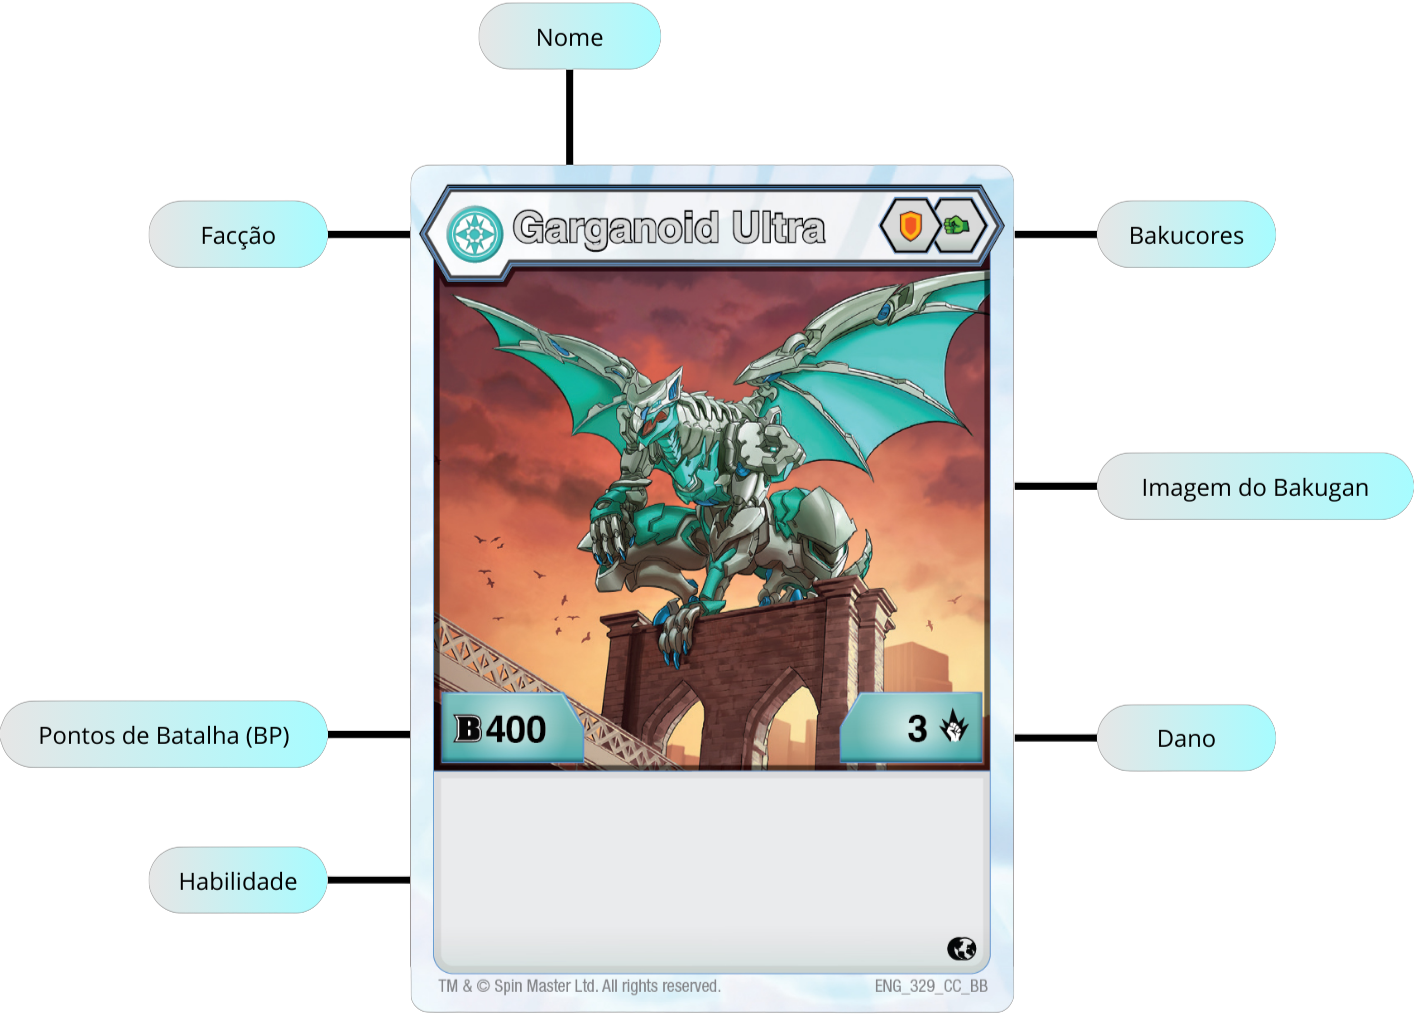 Nome
Facção
Garganoid Ultra
Bakucores
Imagem do Bakugan
Pontos de Batalha (BP)
B 400
3
Dano
Habilidade
TM & © Spin Master Ltd. All rights reserved.
ENG_329_CC_BB